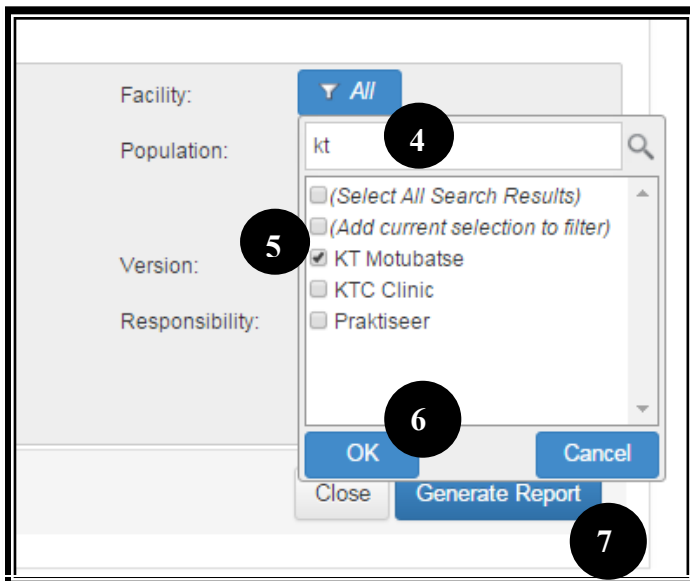 Facility:
All
Population:
kt
4
(Select All Search Results)
(Add current selection to filter)
5
Version:
KT Motubatse
KTC Clinic
Responsibility:
Praktiseer
6
OK
Cancel
Close
Generate Report
7